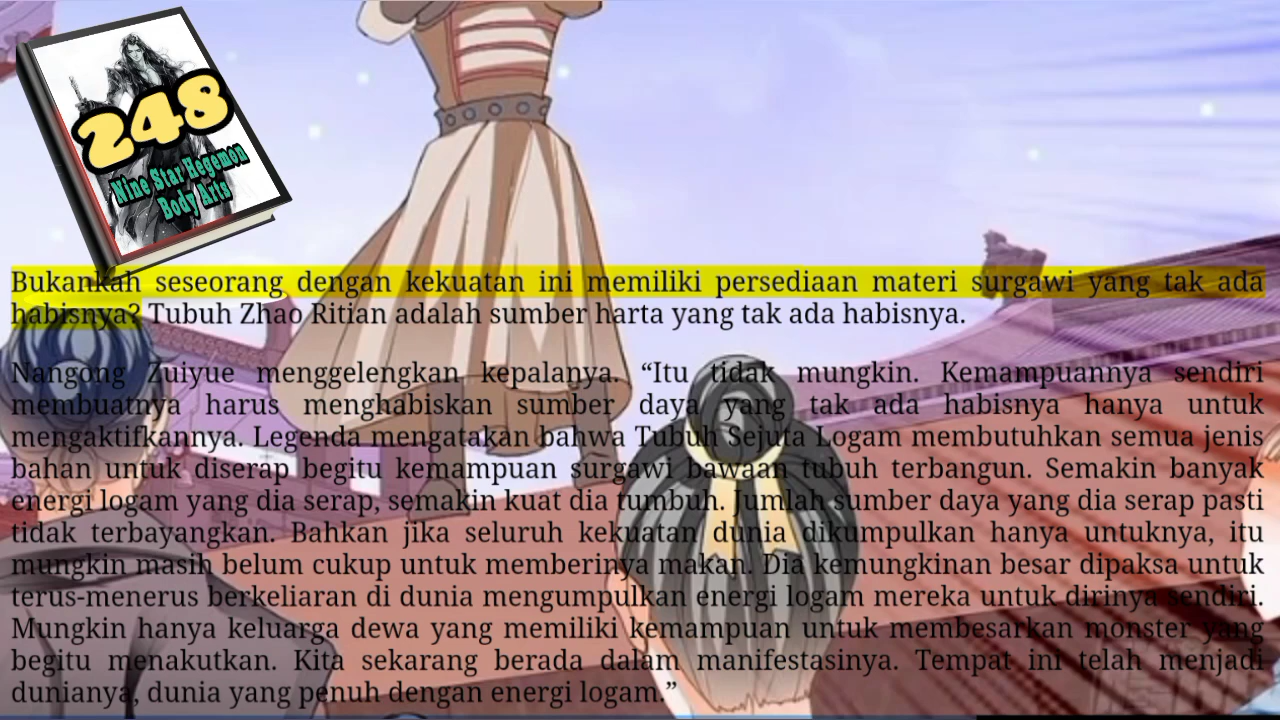 248
Nine Star Hegemon
Body Arts
Bukankah seseorang dengan kekuatan ini memiliki persediaan materi surgawi yang tak ada
habisnya? Tubuh Zhao Ritian adalah sumber harta yang tak ada habisnya.
Nangong Zuiyue menggelengkan kepalanya. “Itu tidak mungkin. Kemampuannya sendiri
membuatnya harus menghabiskan sumber daya yang tak ada habisnya hanya untuk
mengaktifkannya. Legenda mengatakan bahwa Tubuh Sejuta Logam membutuhkan semua jenis
bahan untuk diserap begitu kemampuan surgawi bawaan tubuh terbangun. Semakin banyak
energi logam yang dia serap, semakin kuat dia tumbuh. Jumlah sumber daya yang dia serap pasti
tidak terbayangkan. Bahkan jika seluruh kekuatan dunia dikumpulkan hanya untuknya, itu
mungkin masih belum cukup untuk memberinya makan. Dia kemungkinan besar dipaksa untuk
terus-menerus berkeliaran di dunia mengumpulkan energi logam mereka untuk dirinya sendiri.
Mungkin hanya keluarga dewa yang memiliki kemampuan untuk membesarkan monster yang
begitu menakutkan. Kita sekarang berada dalam manifestasinya. Tempat ini telah menjadi
dunianya, dunia yang penuh dengan energi logam.”